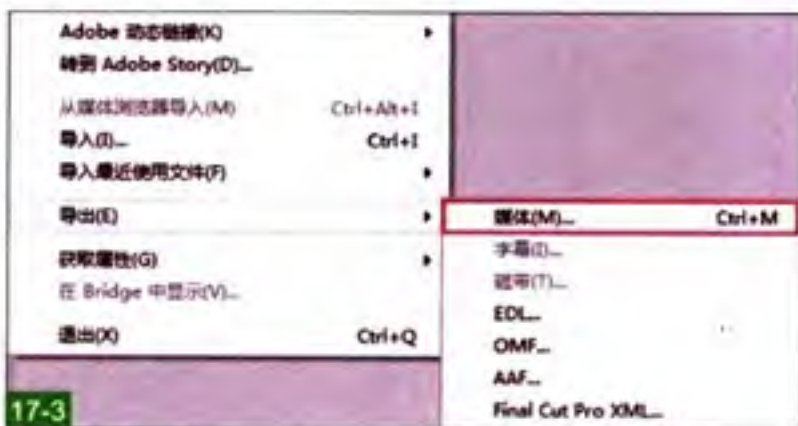 Adobe 动态链接(K)
转到 Adobe Story(D)...
从媒体浏览器导入(M) Ctrl+Alt+I
导入(I)... Ctrl+I
导入最近使用文件(F)
导出(E)
获取属性(G)
在 Bridge 中显示(V)...
退出(X) Ctrl+Q
媒体(M)... Ctrl+M
字幕(I)...
磁带(T)...
EDL...
OMF...
AAF...
Final Cut Pro XML...
17-3